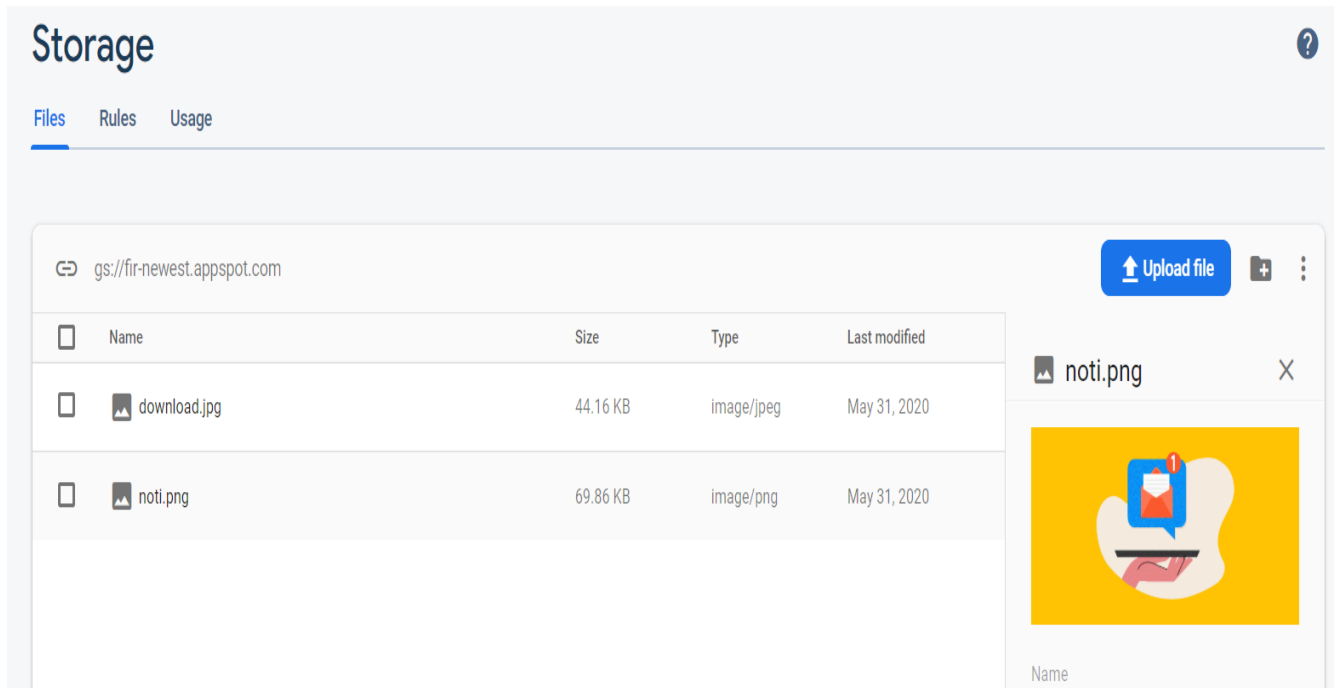 Storage
?
Files Rules Usage
gs://fir-newest.appspot.com
Upload file
Name Size Type Last modified
download.jpg 44.16 KB image/jpeg May 31, 2020
noti.png 69.86 KB image/png May 31, 2020
noti.png
1
Name